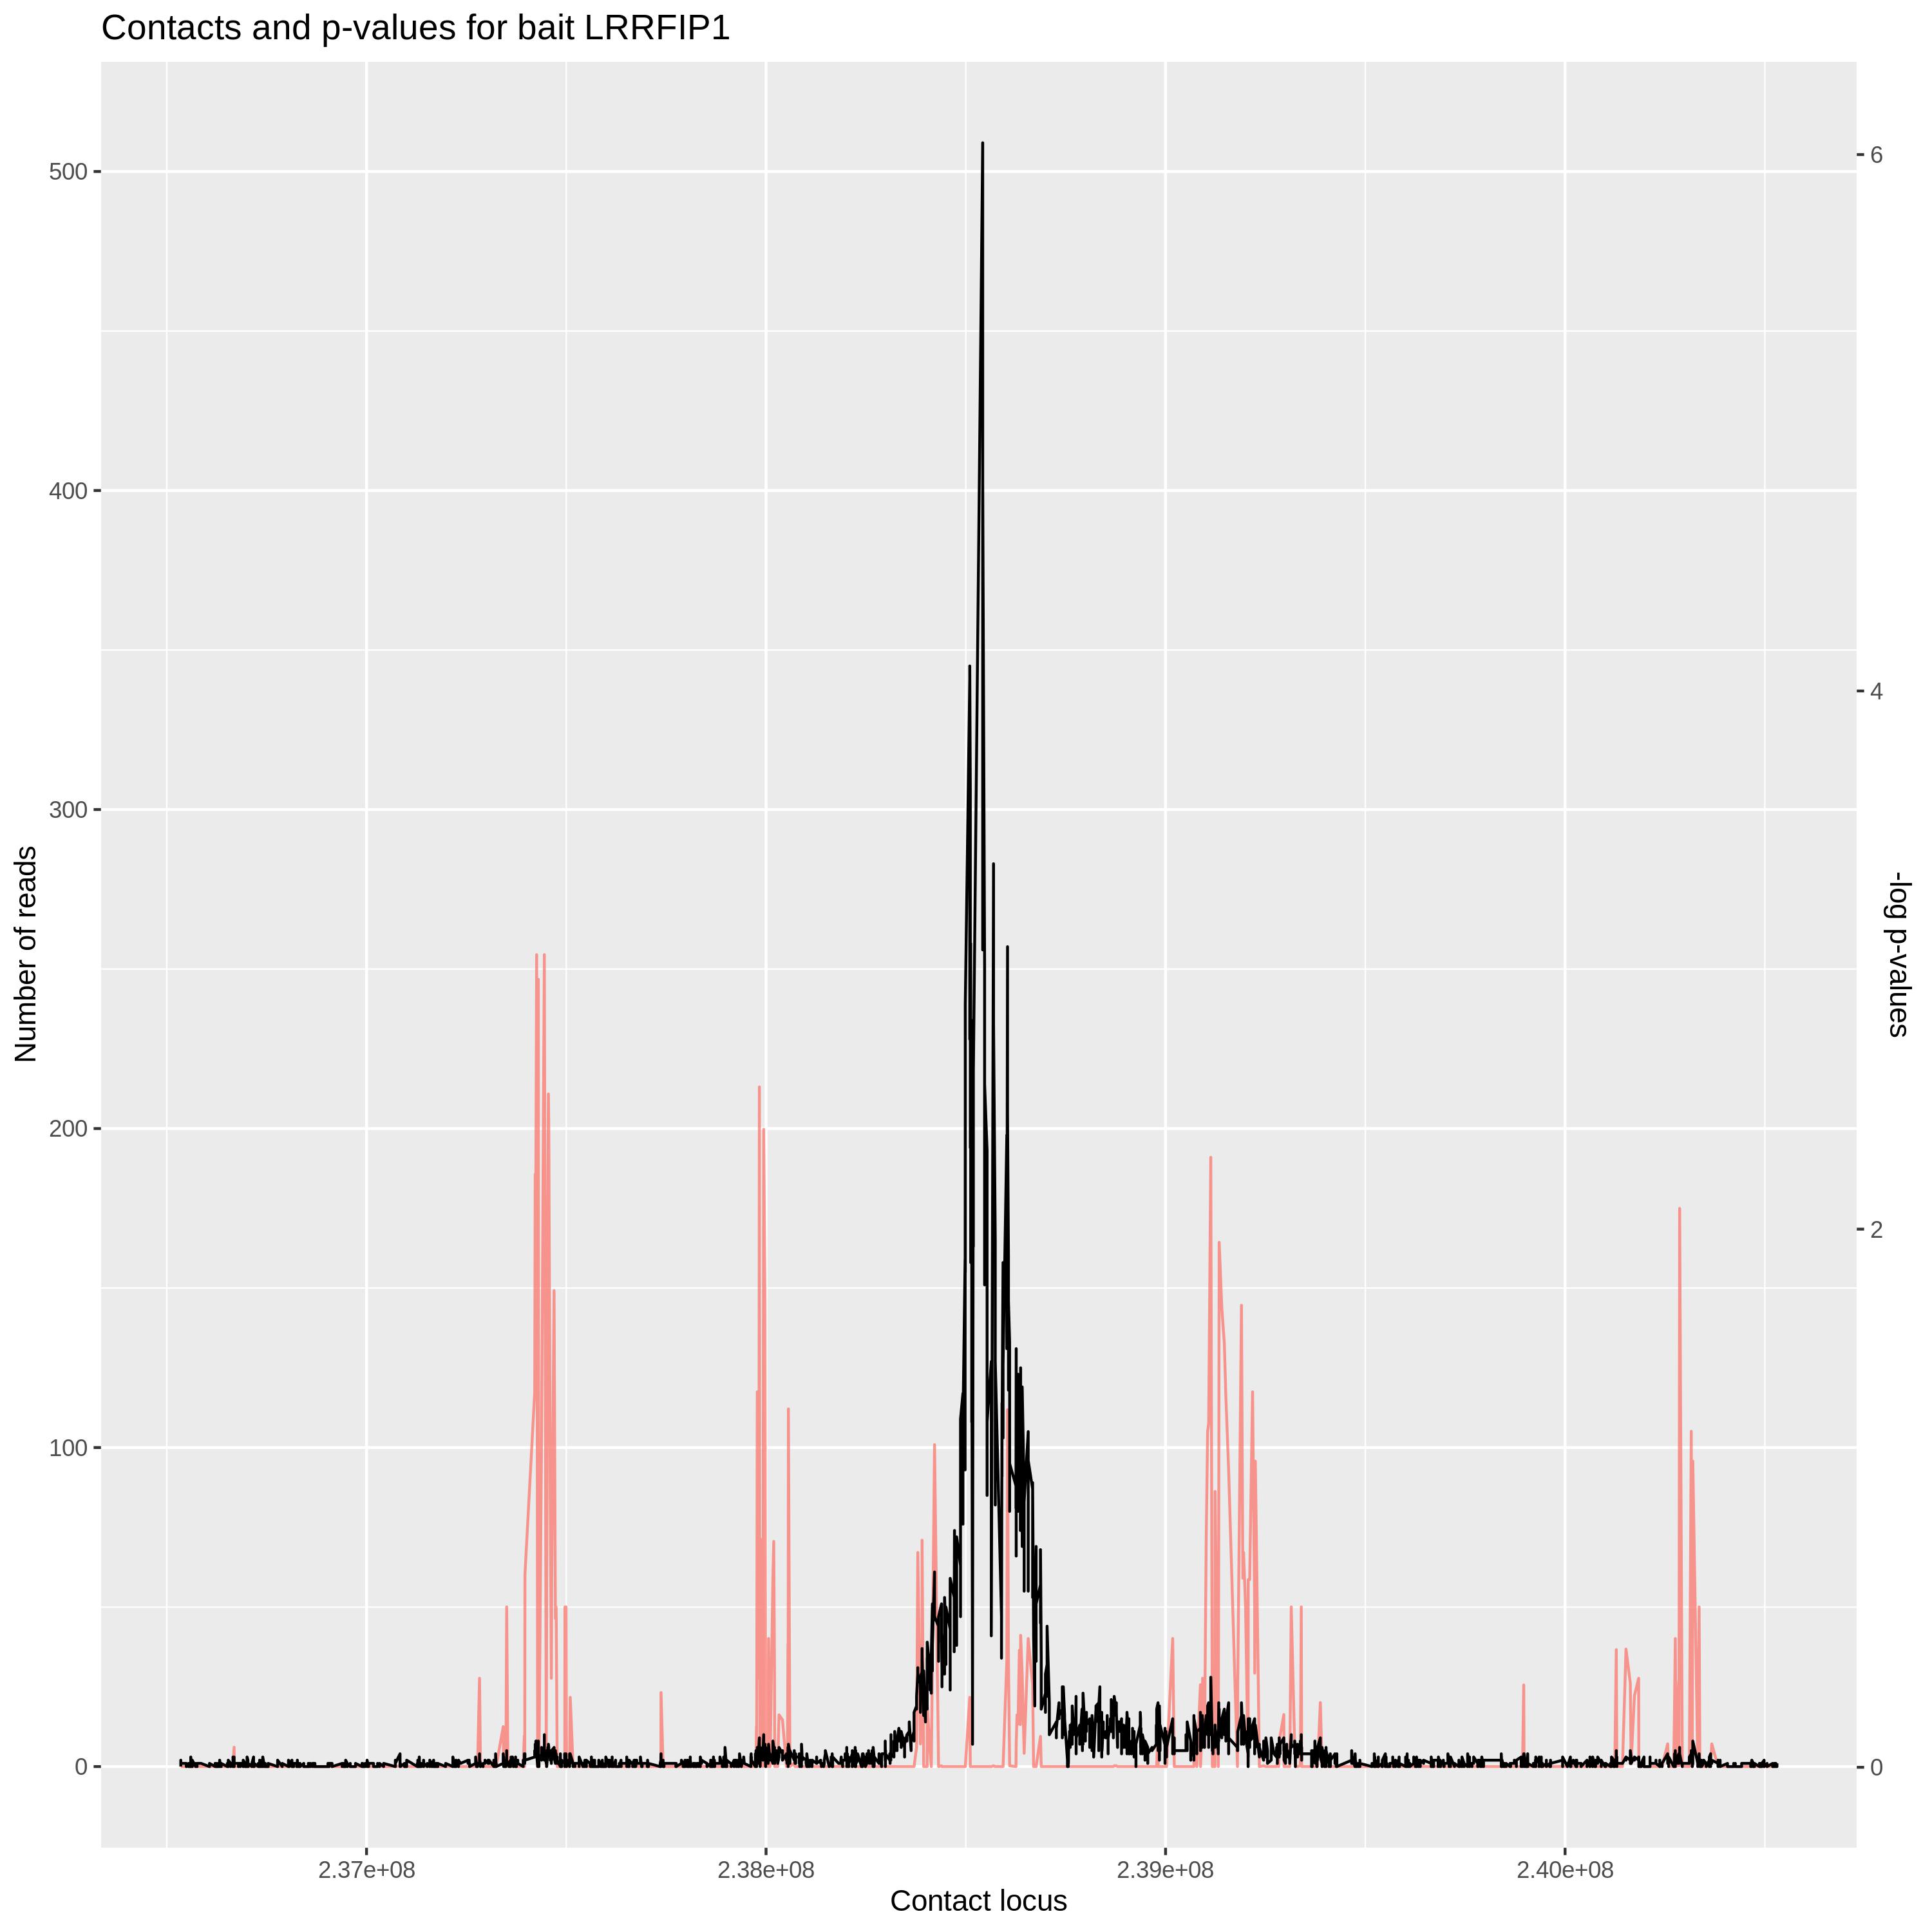 Contacts and p-values for bait LRRFIP1
500
400
300
200
100
0
Number of reads
6
4
2
0
-log p-values
2.37e+08
2.38e+08
2.39e+08
2.40e+08
Contact locus